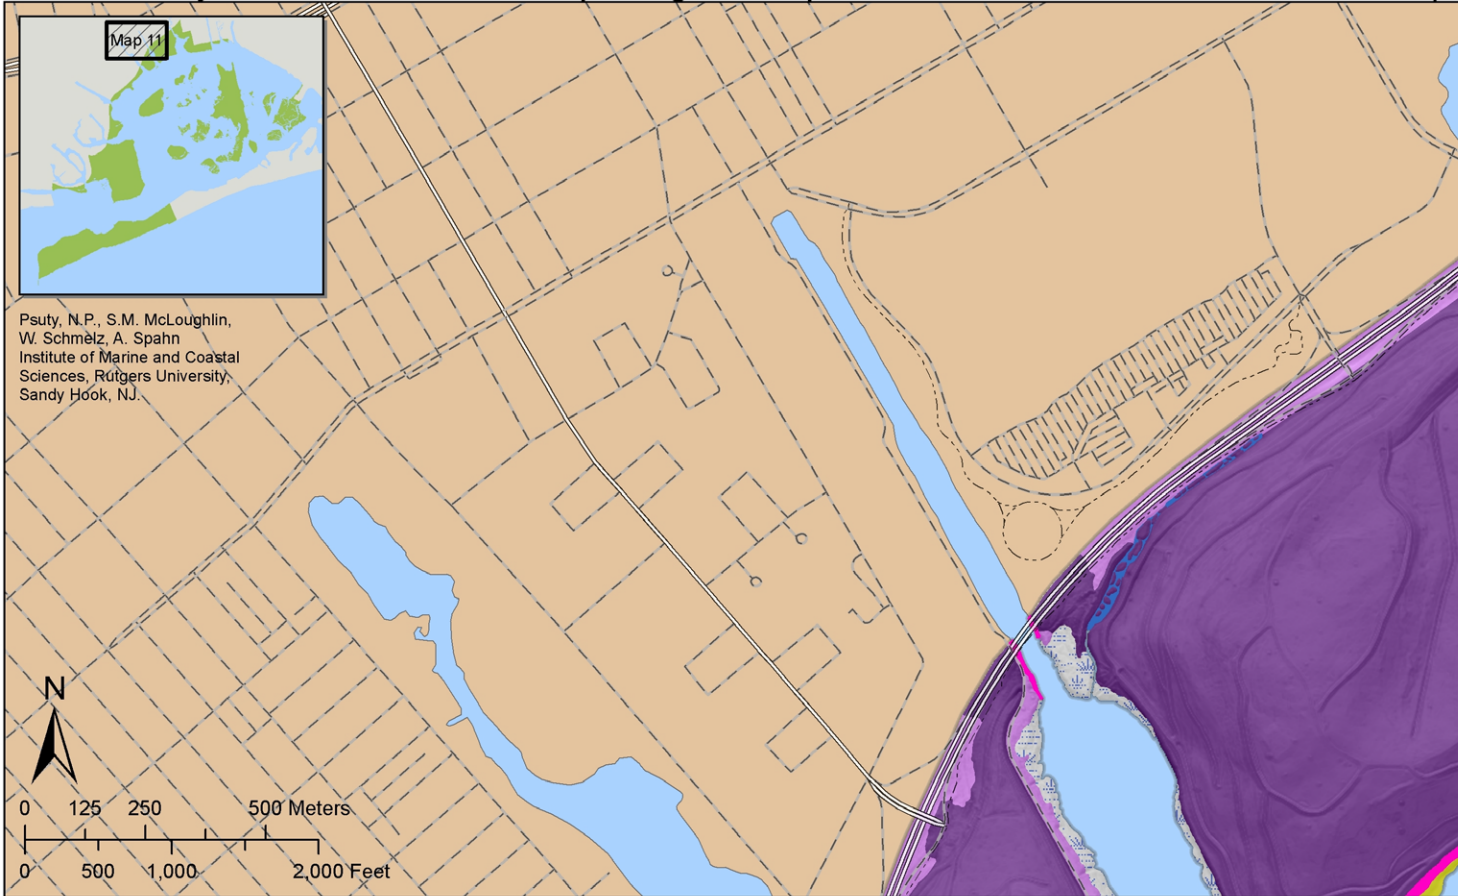 Map 11
Psuty, N.P., S.M. McLoughlin,
W. Schmelz, A. Spahn
Institute of Marine and Coastal
Sciences, Rutgers University,
Sandy Hook, NJ.
N
0 125 250 500 Meters
0 500 1,000 2,000 Feet